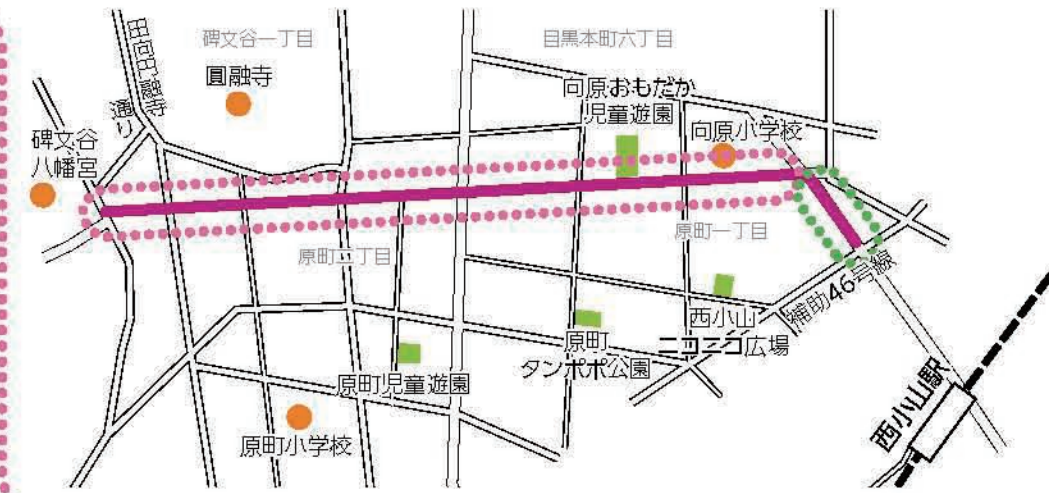 碑文谷一丁目
目黒本町六丁目
円融寺通り
圓融寺
向原おもだか
児童遊園
向原小学校
碑文谷
八幡宮
原町一丁目
原町二丁目
補助46号線
西小山
ニコニコ広場
原町
タンポポ公園
原町児童遊園
原町小学校
西小山駅